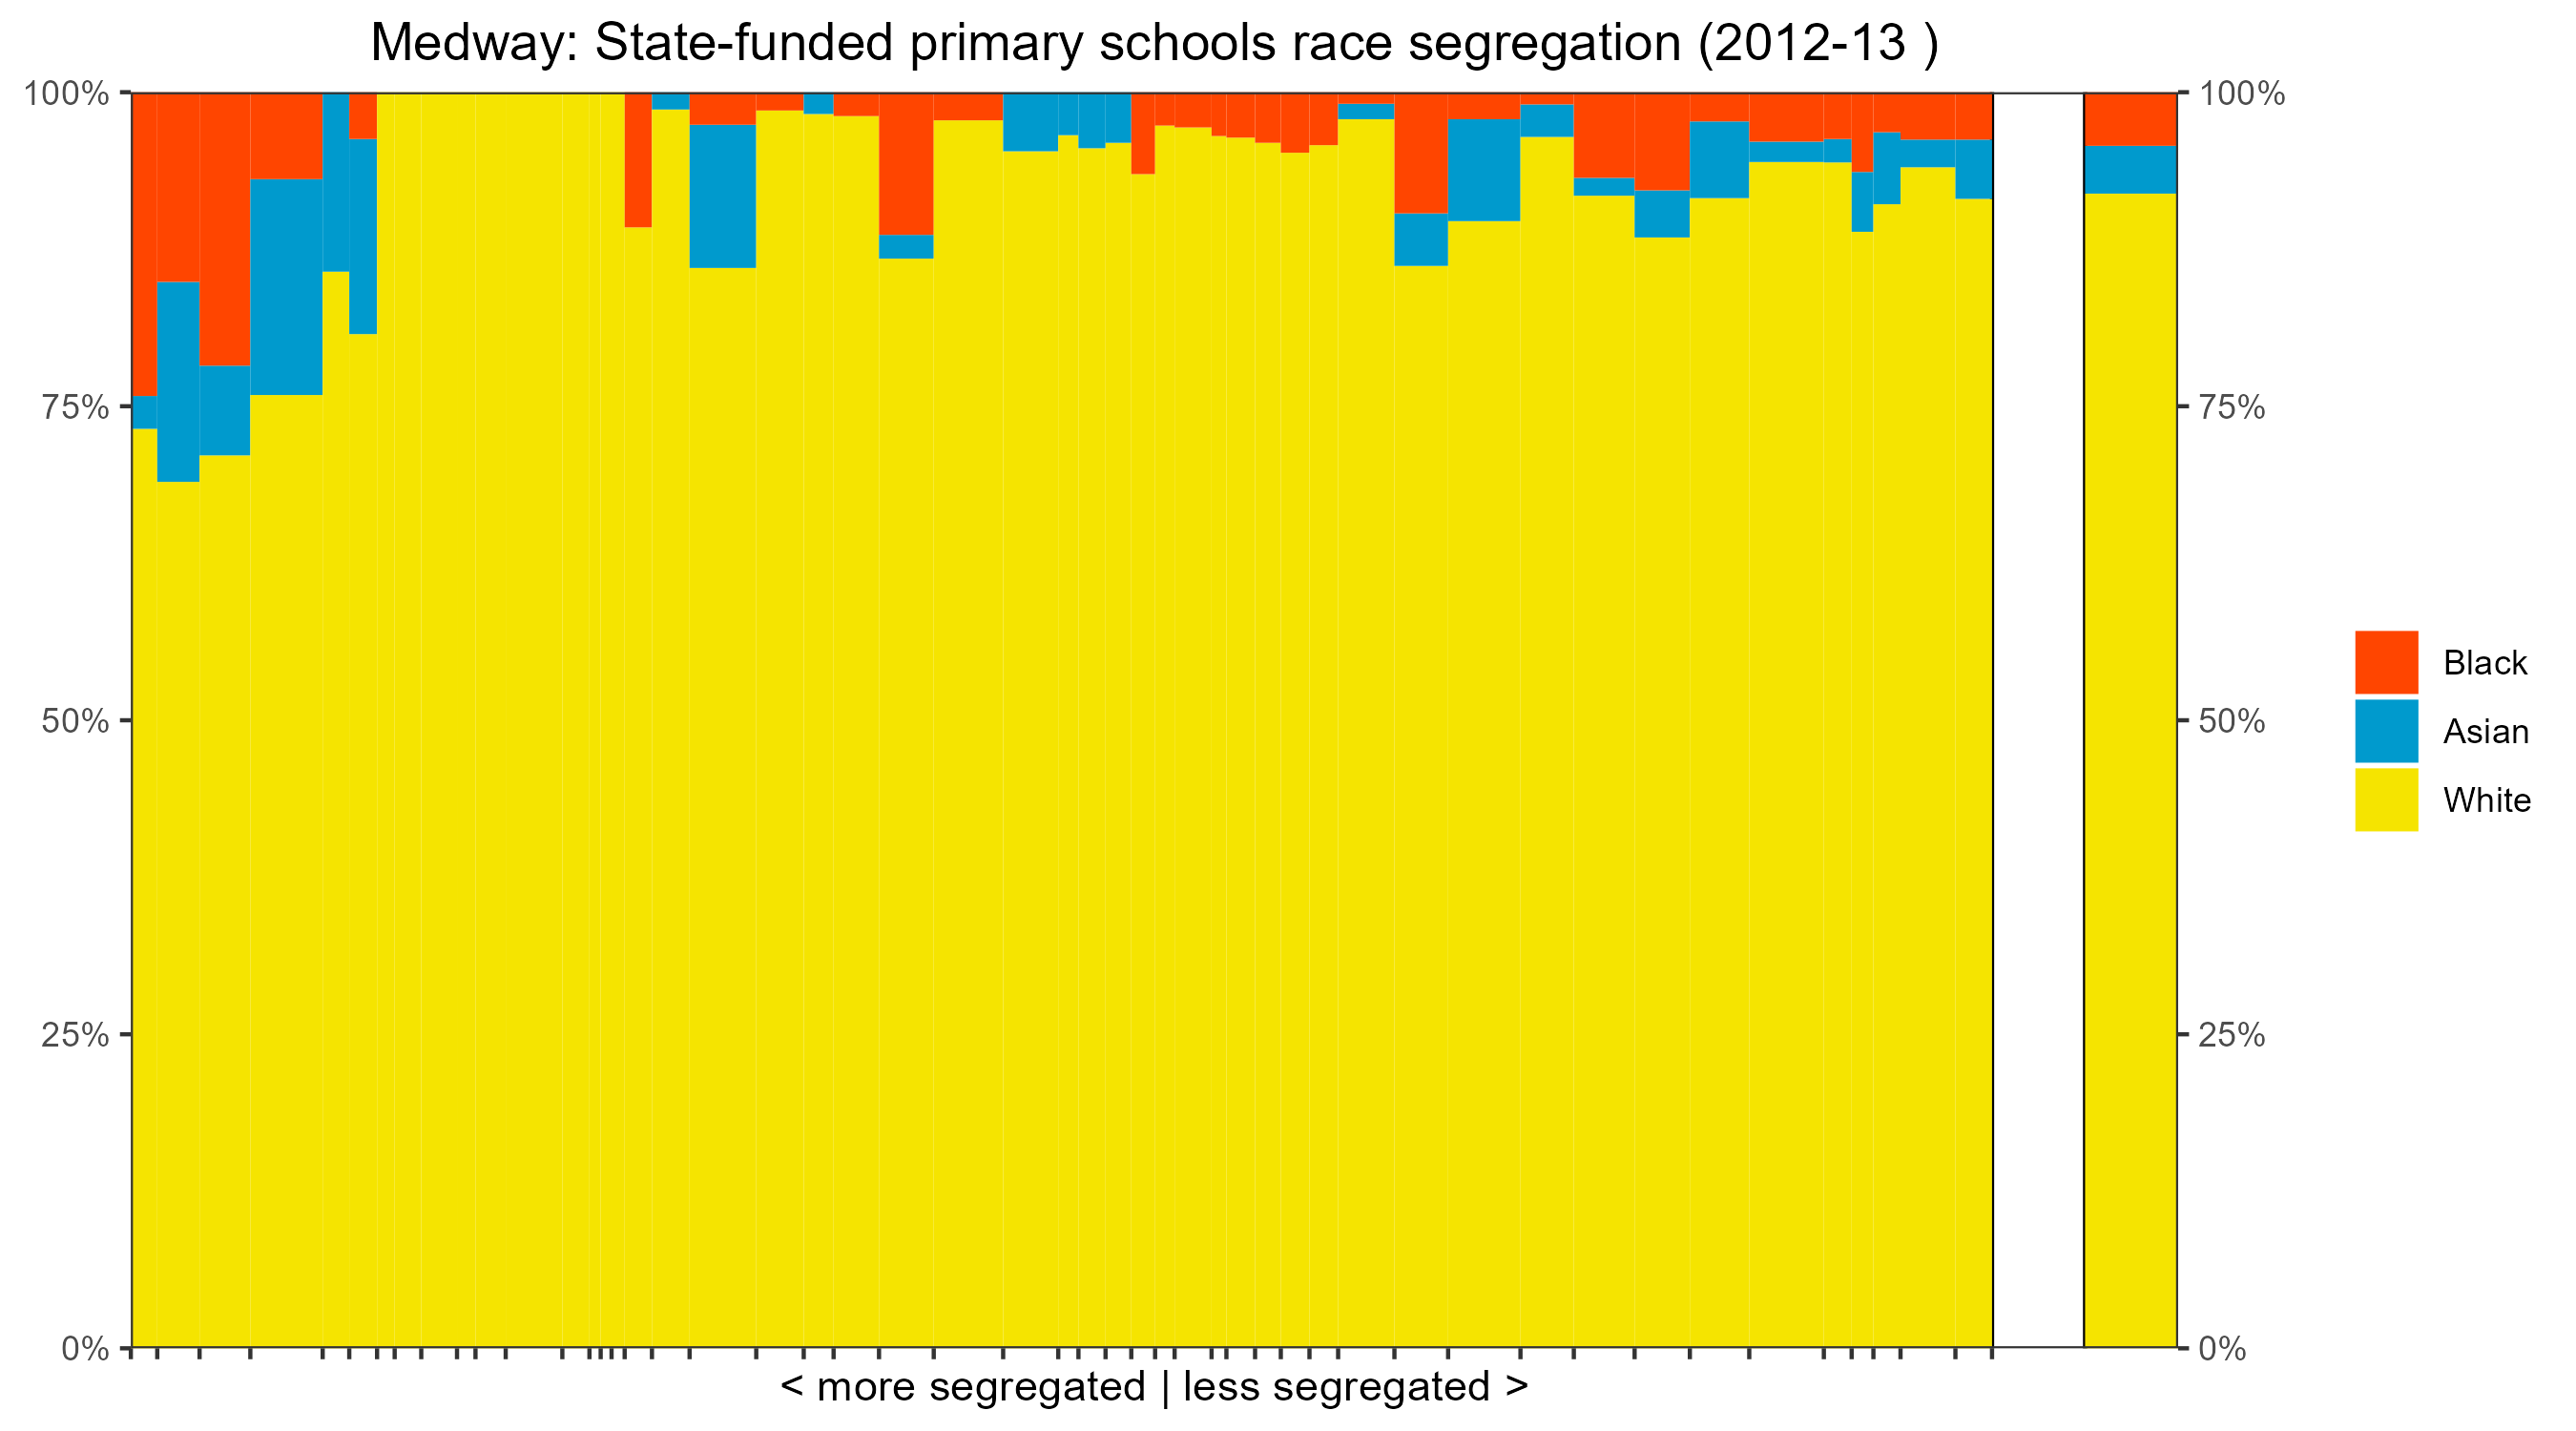 Medway: State-funded primary schools race segregation (2012-13 )
100%
75%
50%
25%
0%
100%
75%
50%
25%
0%
Black
Asian
White
< more segregated | less segregated >